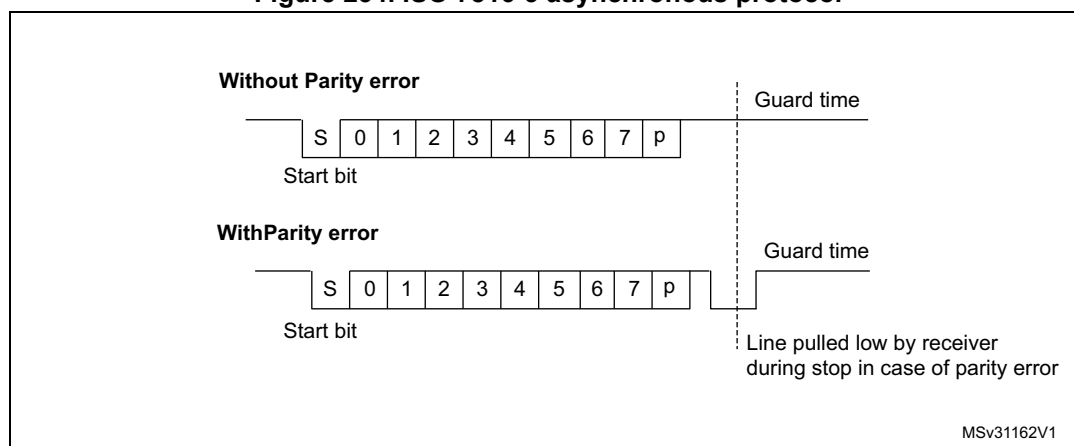 Without Parity error
Guard time
S 0 1 2 3 4 5 6 7 p
Start bit
WithParity error
Guard time
S 0 1 2 3 4 5 6 7 p
Start bit
Line pulled low by receiver
during stop in case of parity error
MSv31162V1